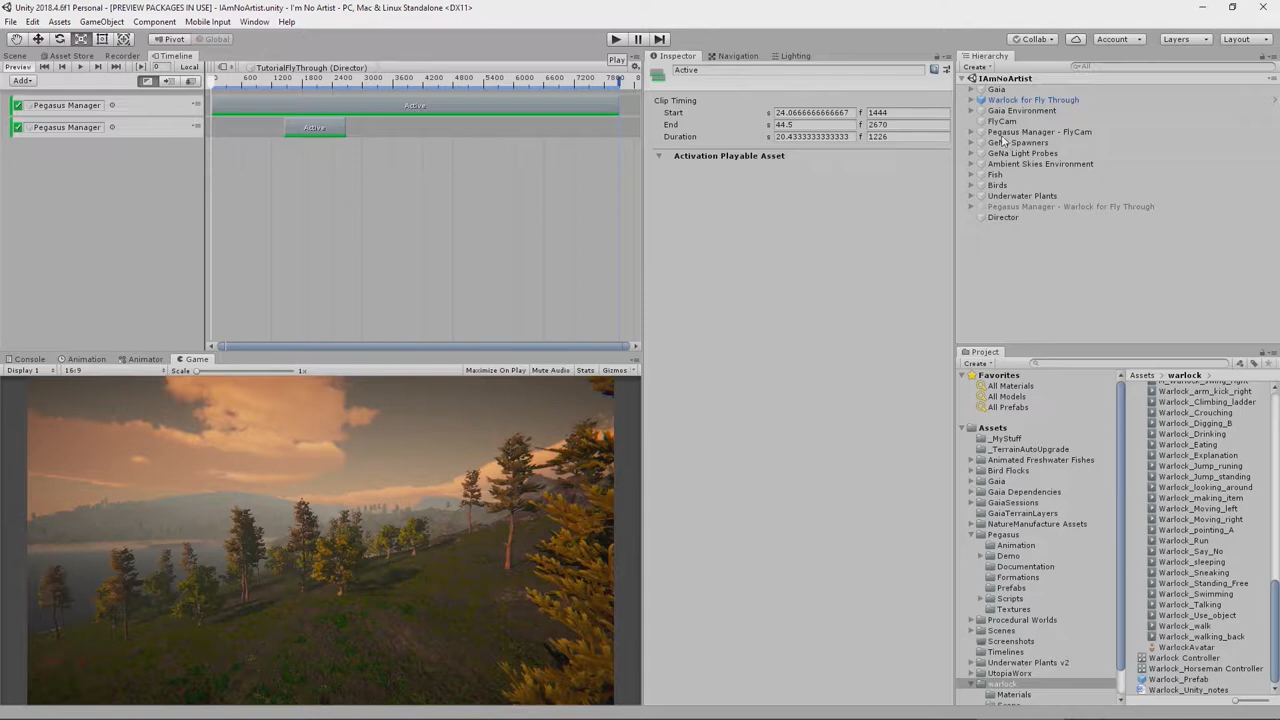 Unity 2018.4.6f1 Personal - [PREVIEW PACKAGES IN USE] - IAmNoArtist.unity - I'm No Artist - PC, Mac & Linux Standalone <DX11>
File Edit Assets GameObject Component Mobile Input Window Help
Pivot Global
Collab Account Layers Layout
Scene Asset Store Recorder Timeline
Preview 0 Local TutorialFlyThrough (Director) Play
Add 0 600 1200 1800 2400 3000 3600 4200 4800 5400 6000 6600 7200 7800
Pegasus Manager Active
Pegasus Manager Active
Inspector Navigation Lighting
Active
Clip Timing
Start s 24.0666666666667 f 1444
End s 44.5 f 2670
Duration s 20.4333333333333 f 1226
Activation Playable Asset
Hierarchy
Create All
IAmNoArtist
Gaia
Warlock for Fly Through
Gaia Environment
FlyCam
Pegasus Manager - FlyCam
GeNa Spawners
GeNa Light Probes
Ambient Skies Environment
Fish
Birds
Underwater Plants
Pegasus Manager - Warlock for Fly Through
Director
Console Animation Animator Game
Display 1 16:9 Scale 1x Maximize On Play Mute Audio Stats Gizmos
Project
Create
Favorites
All Materials
All Models
All Prefabs
Assets
_MyStuff
_TerrainAutoUpgrade
Animated Freshwater Fishes
Bird Flocks
Gaia
Gaia Dependencies
GaiaSessions
GaiaTerrainLayers
NatureManufacture Assets
Pegasus
Animation
Demo
Documentation
Formations
Prefabs
Scripts
Textures
Procedural Worlds
Scenes
Screenshots
Timelines
Underwater Plants v2
UtopiaWorx
warlock
Materials
Assets warlock
Warlock_arm_kick_right
Warlock_Climbing_ladder
Warlock_Crouching
Warlock_Digging_B
Warlock_Drinking
Warlock_Eating
Warlock_Explanation
Warlock_Jump_runing
Warlock_Jump_standing
Warlock_looking_around
Warlock_making_item
Warlock_Moving_left
Warlock_Moving_right
Warlock_pointing_A
Warlock_Run
Warlock_Say_No
Warlock_sleeping
Warlock_Sneaking
Warlock_Standing_Free
Warlock_Swimming
Warlock_Talking
Warlock_Use_object
Warlock_walk
Warlock_walking_back
WarlockAvatar
Warlock Controller
Warlock_Horseman Controller
Warlock_Prefab
Warlock_Unity_notes